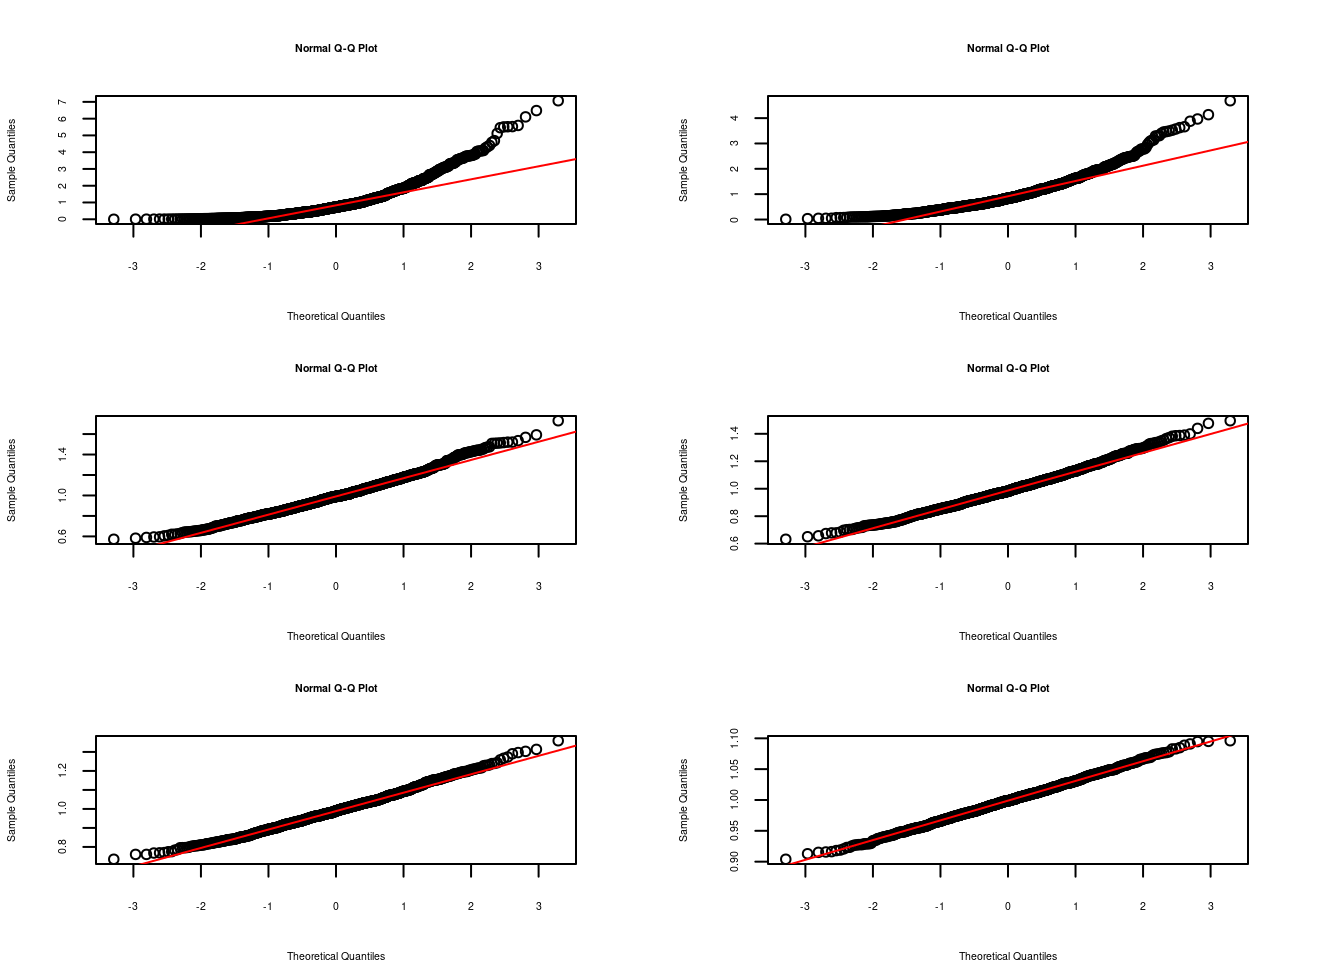 Normal Q-Q Plot
Sample Quantiles
0 1 2 3 4 5 6 7
-3 -2 -1 0 1 2 3
Theoretical Quantiles
Normal Q-Q Plot
Sample Quantiles
0 1 2 3 4
-3 -2 -1 0 1 2 3
Theoretical Quantiles
Normal Q-Q Plot
Sample Quantiles
0.6 1.0 1.4
-3 -2 -1 0 1 2 3
Theoretical Quantiles
Normal Q-Q Plot
Sample Quantiles
0.6 0.8 1.0 1.2 1.4
-3 -2 -1 0 1 2 3
Theoretical Quantiles
Normal Q-Q Plot
Sample Quantiles
0.8 1.0 1.2
-3 -2 -1 0 1 2 3
Theoretical Quantiles
Normal Q-Q Plot
Sample Quantiles
0.90 0.95 1.00 1.05 1.10
-3 -2 -1 0 1 2 3
Theoretical Quantiles